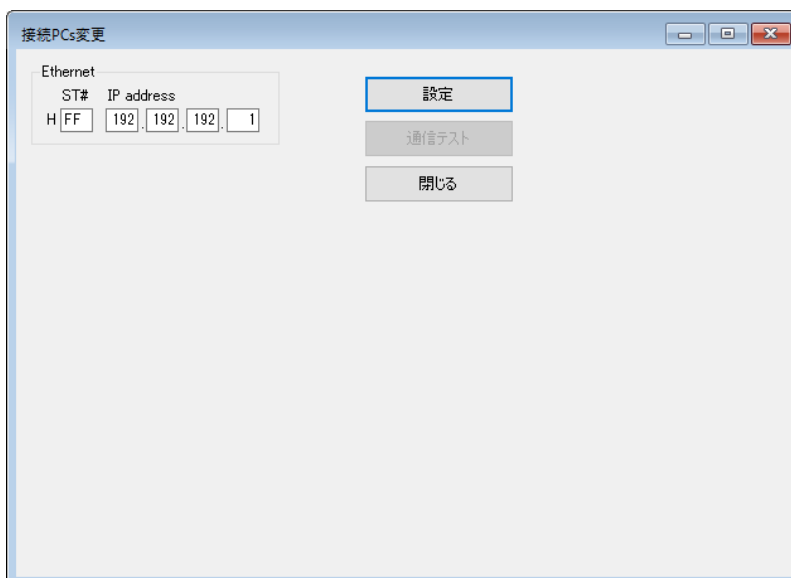 接続PCs変更
Ethernet
ST# IP address
H FF 192 . 192 . 192 . 1
設定
通信テスト
閉じる